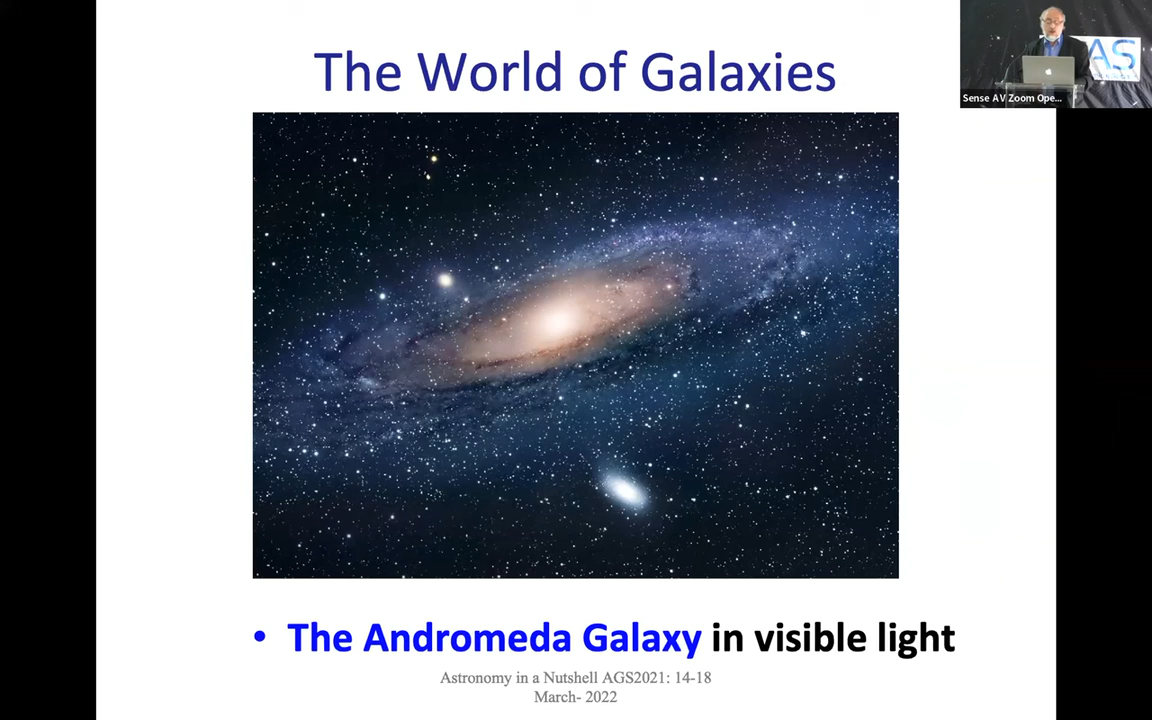 The World of Galaxies
AS
Sense AV Zoom Ope...
• The Andromeda Galaxy in visible light
Astronomy in a Nutshell AGS2021: 14-18
March- 2022